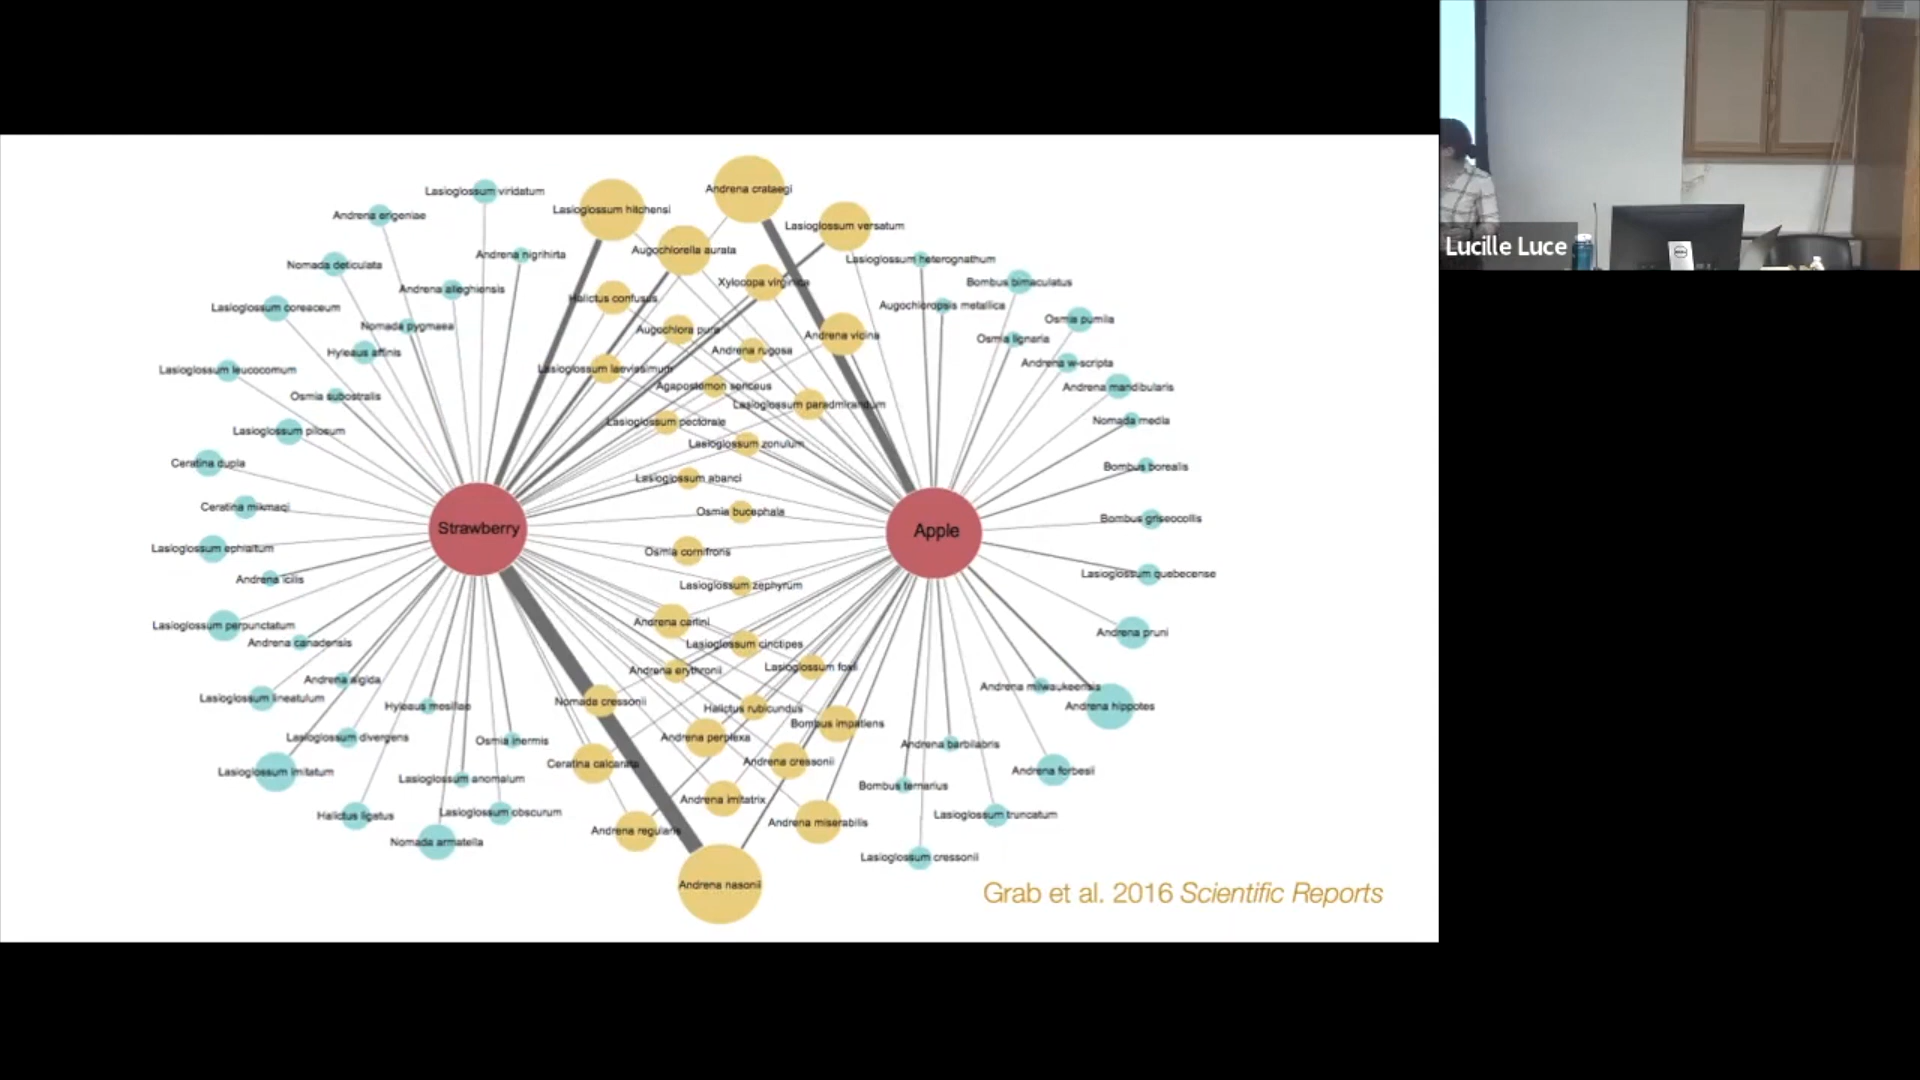 Lasioglossum viridatum
Andrena erigeniae
Andrena nigrihirta
Nomada deticulata
Andrena alleghiensis
Lasioglossum coreaceum
Nomada pygmaea
Hyleaus affinis
Lasioglossum leucocomum
Osmia subostralis
Lasioglossum pilosum
Ceratina dupla
Ceratina mikmaqi
Lasioglossum ephialtum
Andrena icilis
Lasioglossum perpunctatum
Andrena canadensis
Andrena algida
Lasioglossum lineatulum
Hyleaus mesillae
Lasioglossum divergens
Osmia inermis
Lasioglossum imitatum
Lasioglossum anomalum
Halictus ligatus
Lasioglossum obscurum
Nomada armatella
Strawberry
Andrena crataegi
Lasioglossum hitchensi
Lasioglossum versatum
Augochlorella aurata
Xylocopa virginica
Halictus confusus
Augochlora pura
Andrena vicina
Andrena rugosa
Lasioglossum laevissimum
Agapostemon sericeus
Lasioglossum paradmirandum
Lasioglossum pectorale
Lasioglossum zonulum
Lasioglossum abanci
Osmia bucephala
Osmia cornifrons
Lasioglossum zephyrum
Andrena carlini
Lasioglossum cinctipes
Andrena erythronii
Lasioglossum foxii
Nomada cressonii
Halictus rubicundus
Bombus impatiens
Andrena perplexa
Ceratina calcarata
Andrena cressonii
Andrena imitatrix
Andrena regularis
Andrena miserabilis
Andrena nasonii
Apple
Lasioglossum heterognathum
Bombus bimaculatus
Augochloropsis metallica
Osmia pumila
Osmia lignaria
Andrena w-scripta
Andrena mandibularis
Nomada media
Bombus borealis
Bombus griseocollis
Lasioglossum quebecense
Andrena pruni
Andrena milwaukeensis
Andrena hippotes
Andrena barbilabris
Andrena forbesii
Bombus ternarius
Lasioglossum truncatum
Lasioglossum cressonii
Grab et al. 2016 Scientific Reports
Lucille Luce